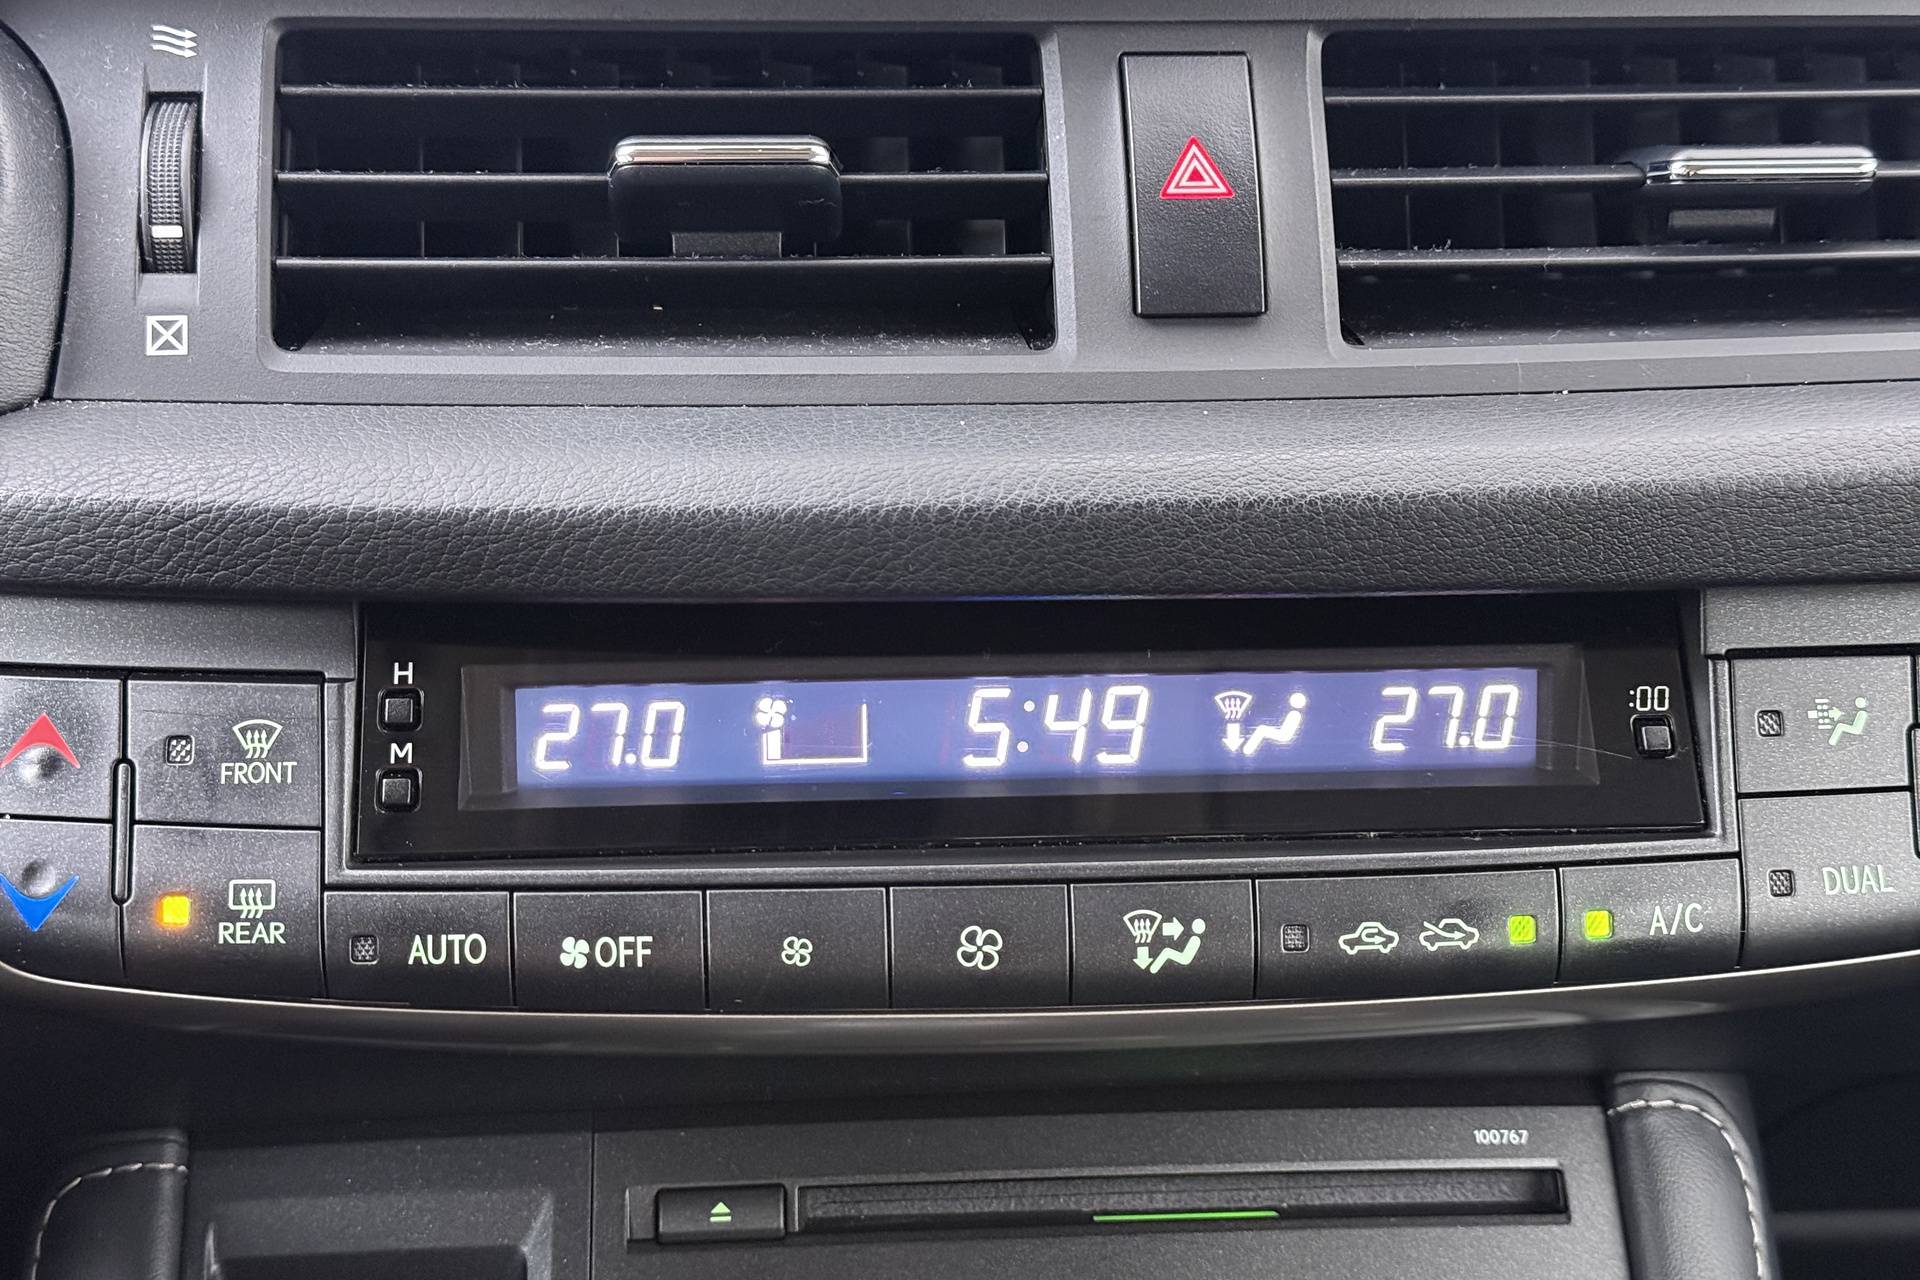 H
M
27.0 5:49 27.0
:00
FRONT
REAR
AUTO
OFF
A/C
DUAL
100767